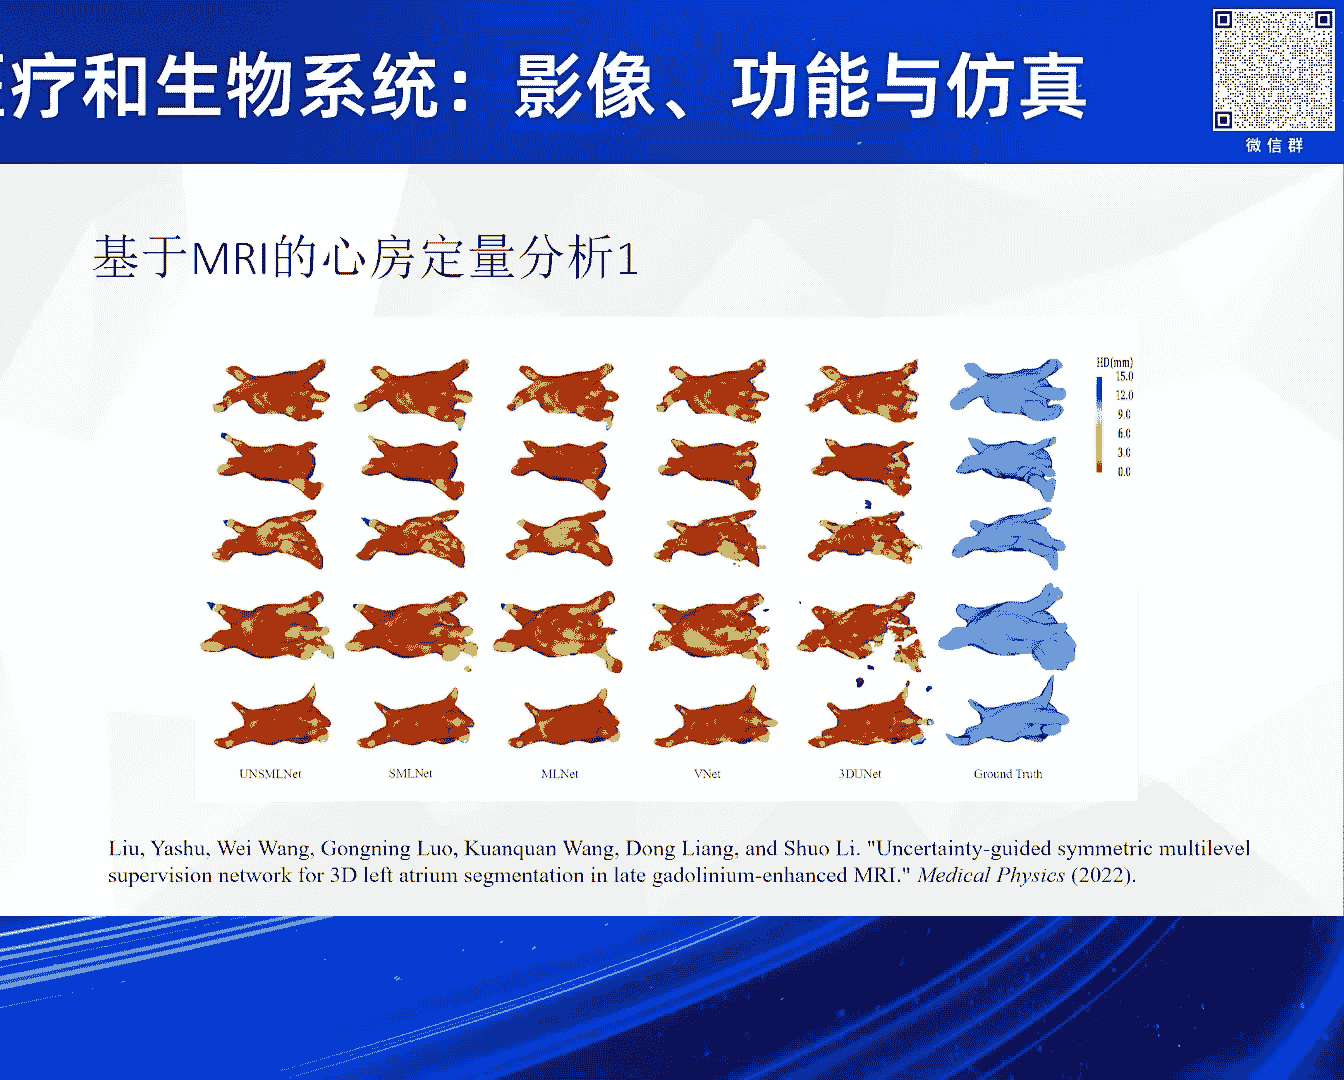 疗和生物系统：影像、功能与仿真
微信群
基于MRI的心房定量分析1
HD(mm)
15.0
12.0
9.0
6.0
3.0
0.0
UNSMLNet SMLNet MLNet VNet 3DUNet Ground Truth
Liu, Yashu, Wei Wang, Gongning Luo, Kuanquan Wang, Dong Liang, and Shuo Li. "Uncertainty-guided symmetric multilevel
supervision network for 3D left atrium segmentation in late gadolinium-enhanced MRI." Medical Physics (2022).